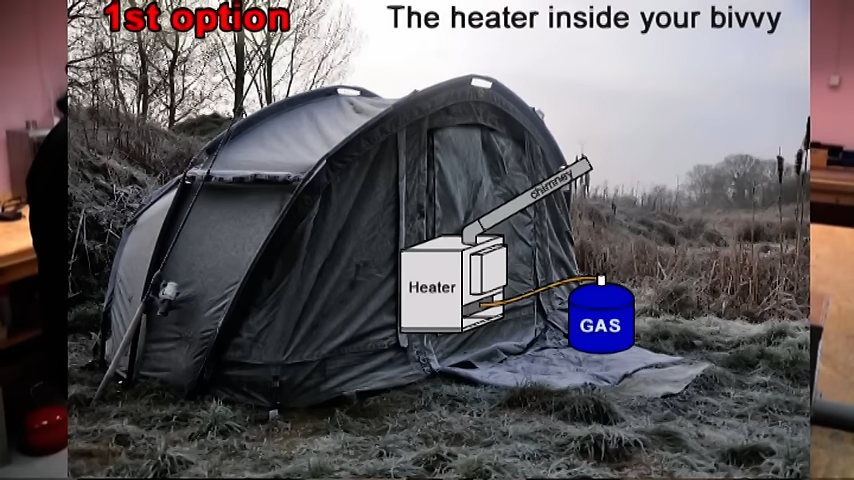 1st option
The heater inside your bivvy
chimney
Heater
GAS